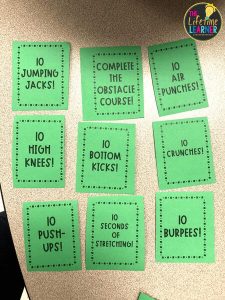 THE
LIFETIME
LEARNER
10
JUMPING
JACKS!
COMPLETE
THE
OBSTACLE
COURSE!
10
AIR
PUNCHES!
10
HIGH
KNEES!
10
BOTTOM
KICKS!
10
CRUNCHES!
10
PUSH-
UPS!
10
SECONDS
OF
STRETCHING!
10
BURPEES!